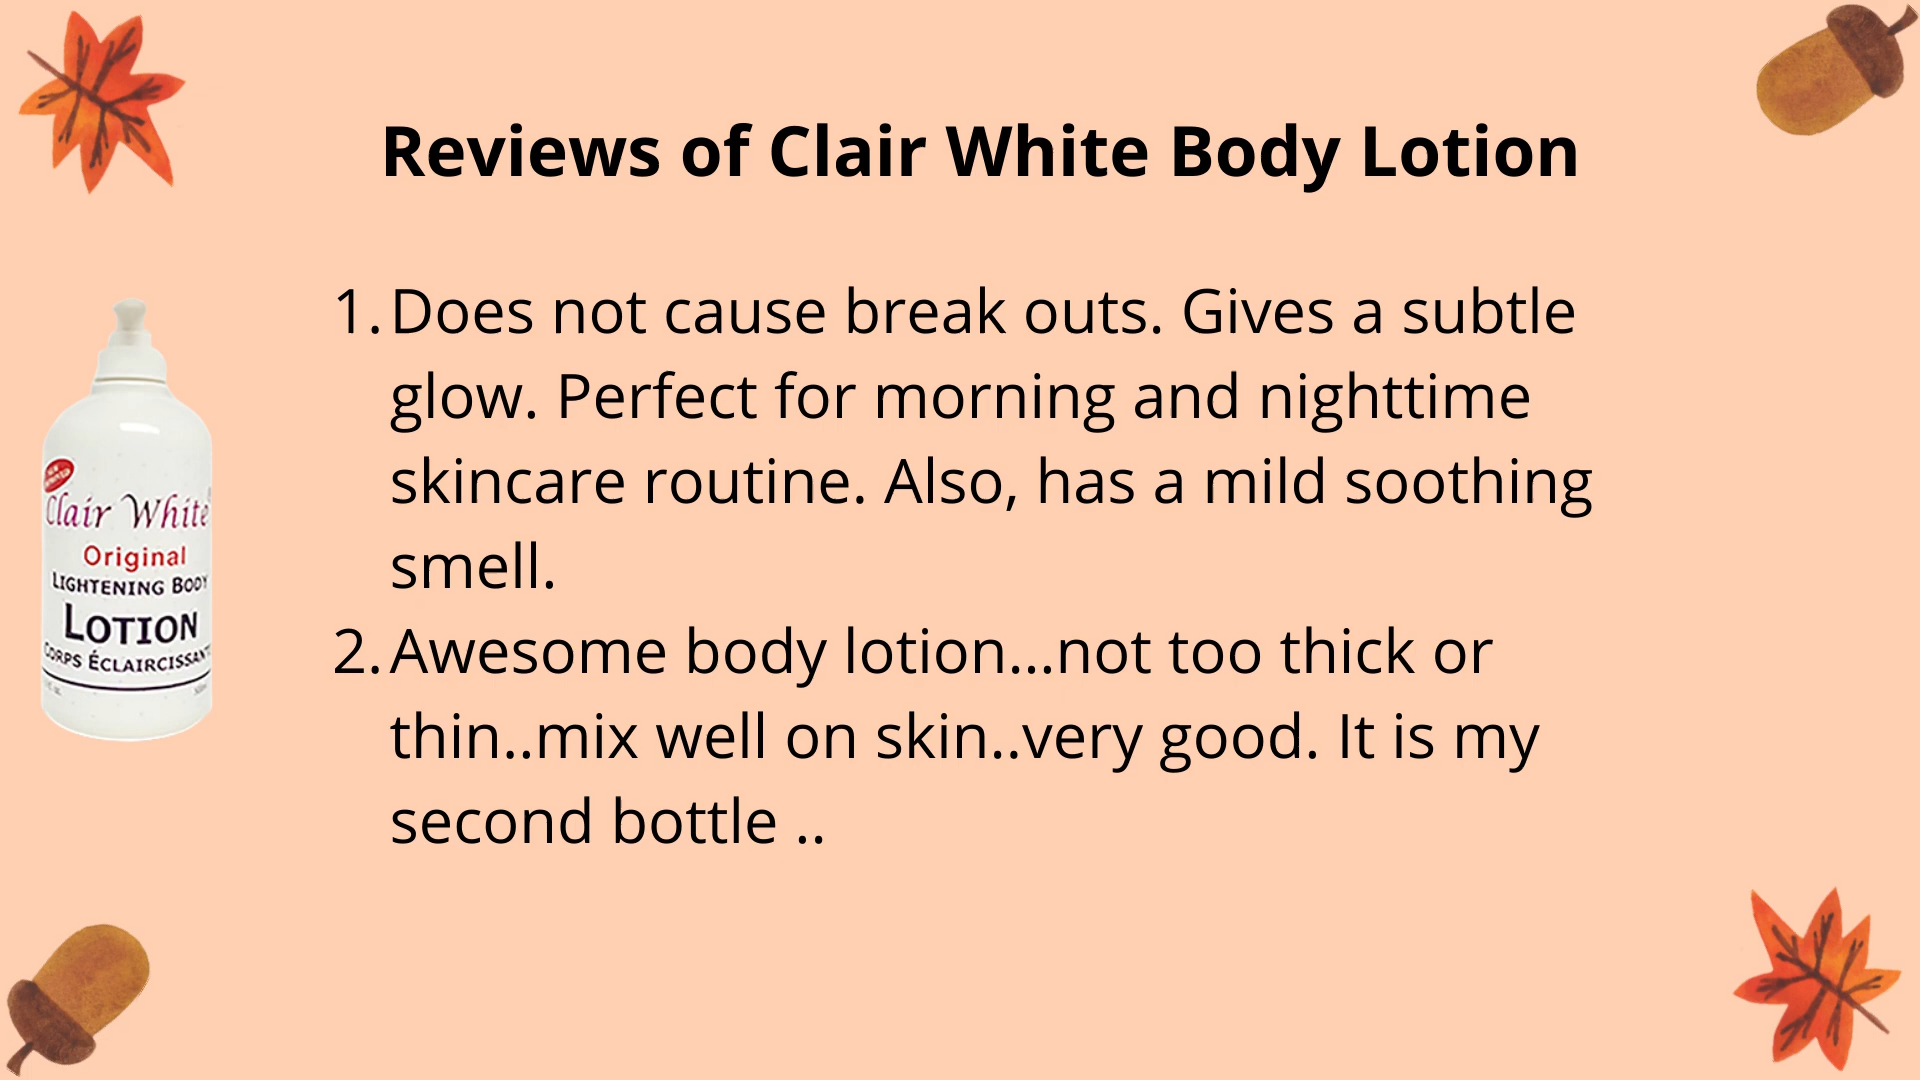 Reviews of Clair White Body Lotion
1. Does not cause break outs. Gives a subtle
glow. Perfect for morning and nighttime
skincare routine. Also, has a mild soothing
smell.
2. Awesome body lotion...not too thick or
thin..mix well on skin..very good. It is my
second bottle ..
Clair White
Original
LIGHTENING BODY
LOTION
CORPS ÉCLAIRCISSANT